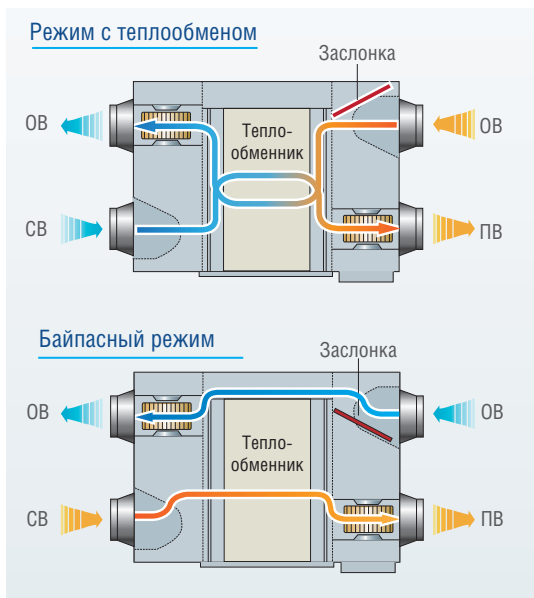 Режим с теплообменом
Заслонка
ОВ
Тепло-
обменник
ОВ
СВ
ПВ
Байпасный режим
Заслонка
ОВ
ОВ
Тепло-
обменник
СВ
ПВ